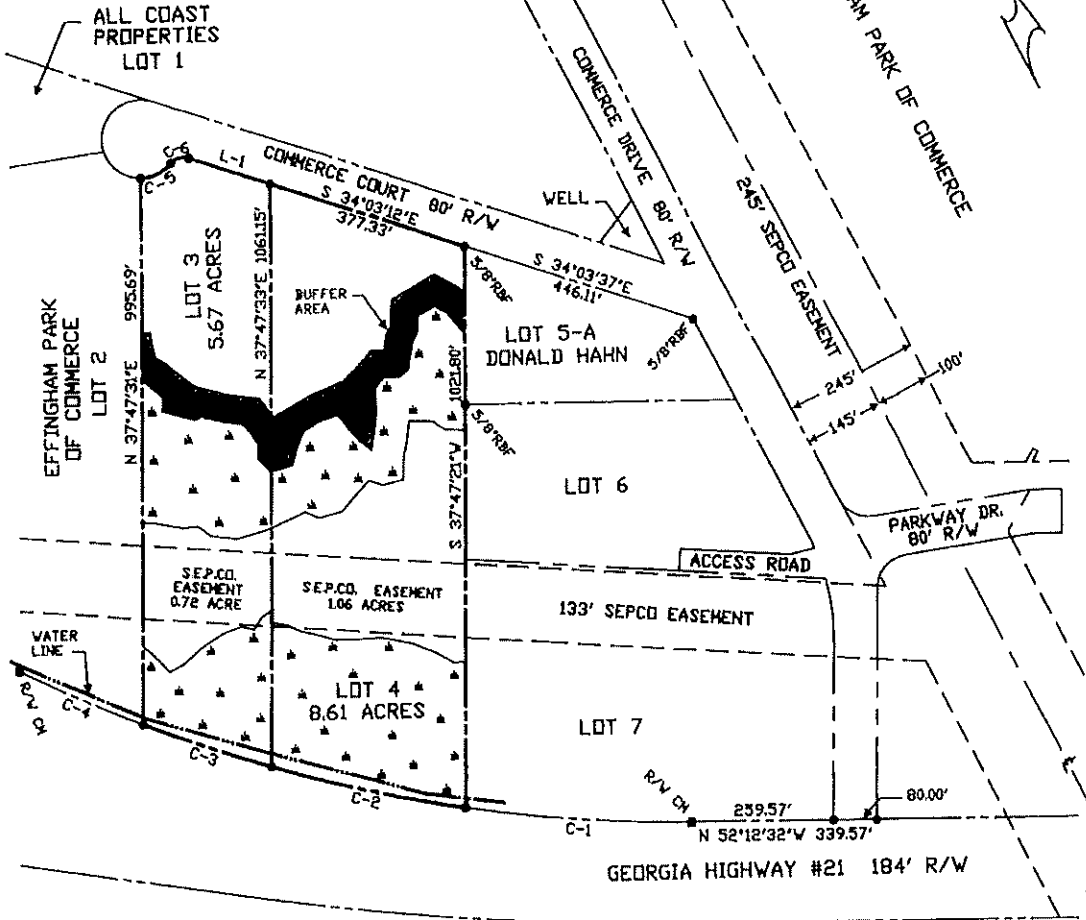 ALL COAST
PROPERTIES
LOT 1
AM PARK OF COMMERCE
COMMERCE DRIVE 80' R/W
245' SEPCO EASEMENT
C-6
C-5
L-1
COMMERCE COURT 80' R/W
S 34°03'12"E
377.33'
WELL
S 34°03'37"E
446.11'
5/8"RBF
5/8"RBF
LOT 3
5.67 ACRES
N 37°47'33"E 1061.15'
BUFFER
AREA
LOT 5-A
DONALD HAHN
245'
100'
145'
EFFINGHAM PARK
OF COMMERCE
LOT 2
N 37°47'31"E 995.69'
S 37°47'21"W 1021.80'
5/8"RBF
LOT 6
PARKWAY DR.
80' R/W
ACCESS ROAD
S.E.P.CO.
EASEMENT
0.72 ACRE
S.E.P.CO. EASEMENT
1.06 ACRES
133' SEPCO EASEMENT
WATER
LINE
R/W CM
C-4
LOT 4
8.61 ACRES
LOT 7
C-3
C-2
C-1
R/W CM
259.57'
80.00'
N 52°12'32"W 339.57'
GEORGIA HIGHWAY #21 184' R/W